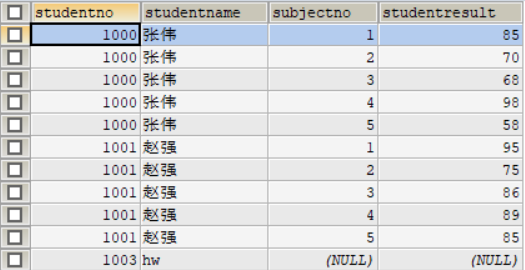 studentno studentname subjectno studentresult
1000 张伟 1 85
1000 张伟 2 70
1000 张伟 3 68
1000 张伟 4 98
1000 张伟 5 58
1001 赵强 1 95
1001 赵强 2 75
1001 赵强 3 86
1001 赵强 4 89
1001 赵强 5 85
1003 hw (NULL) (NULL)